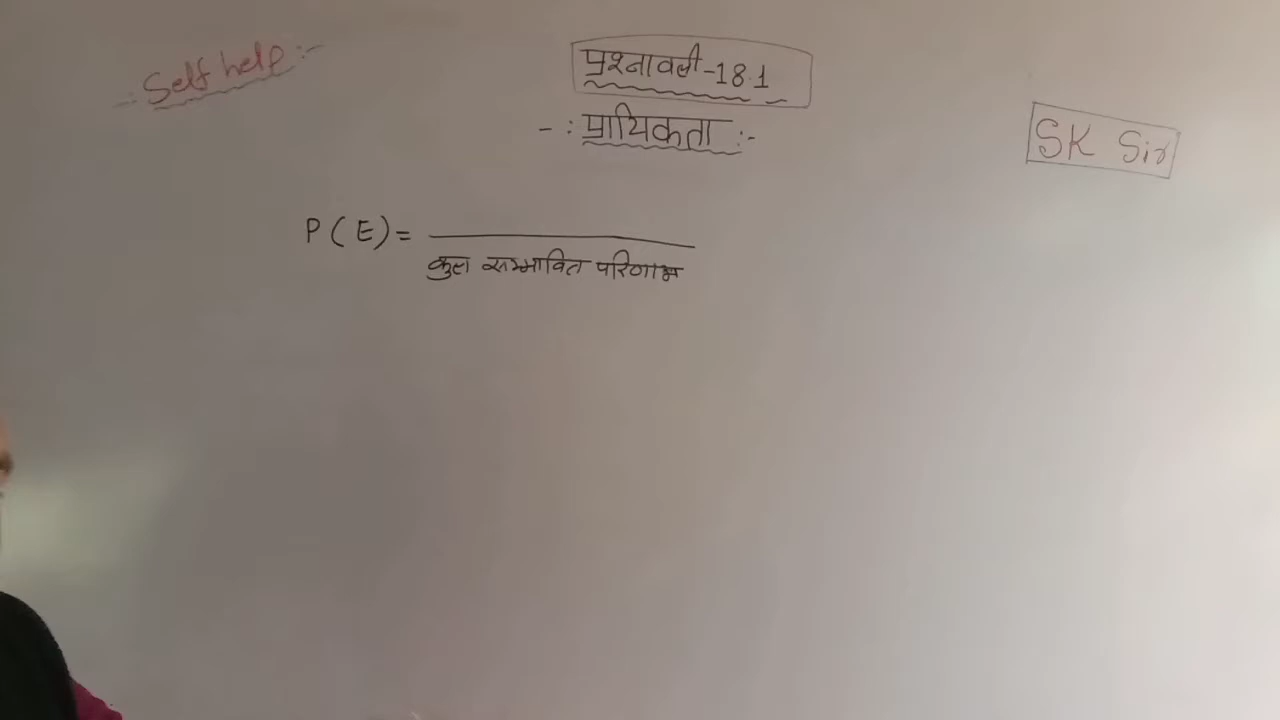 Self help :-
प्रश्नावली-18.1
-: प्रायिकता :-
SK Sir
P(E) =
कुल सम्भावित परिणाम